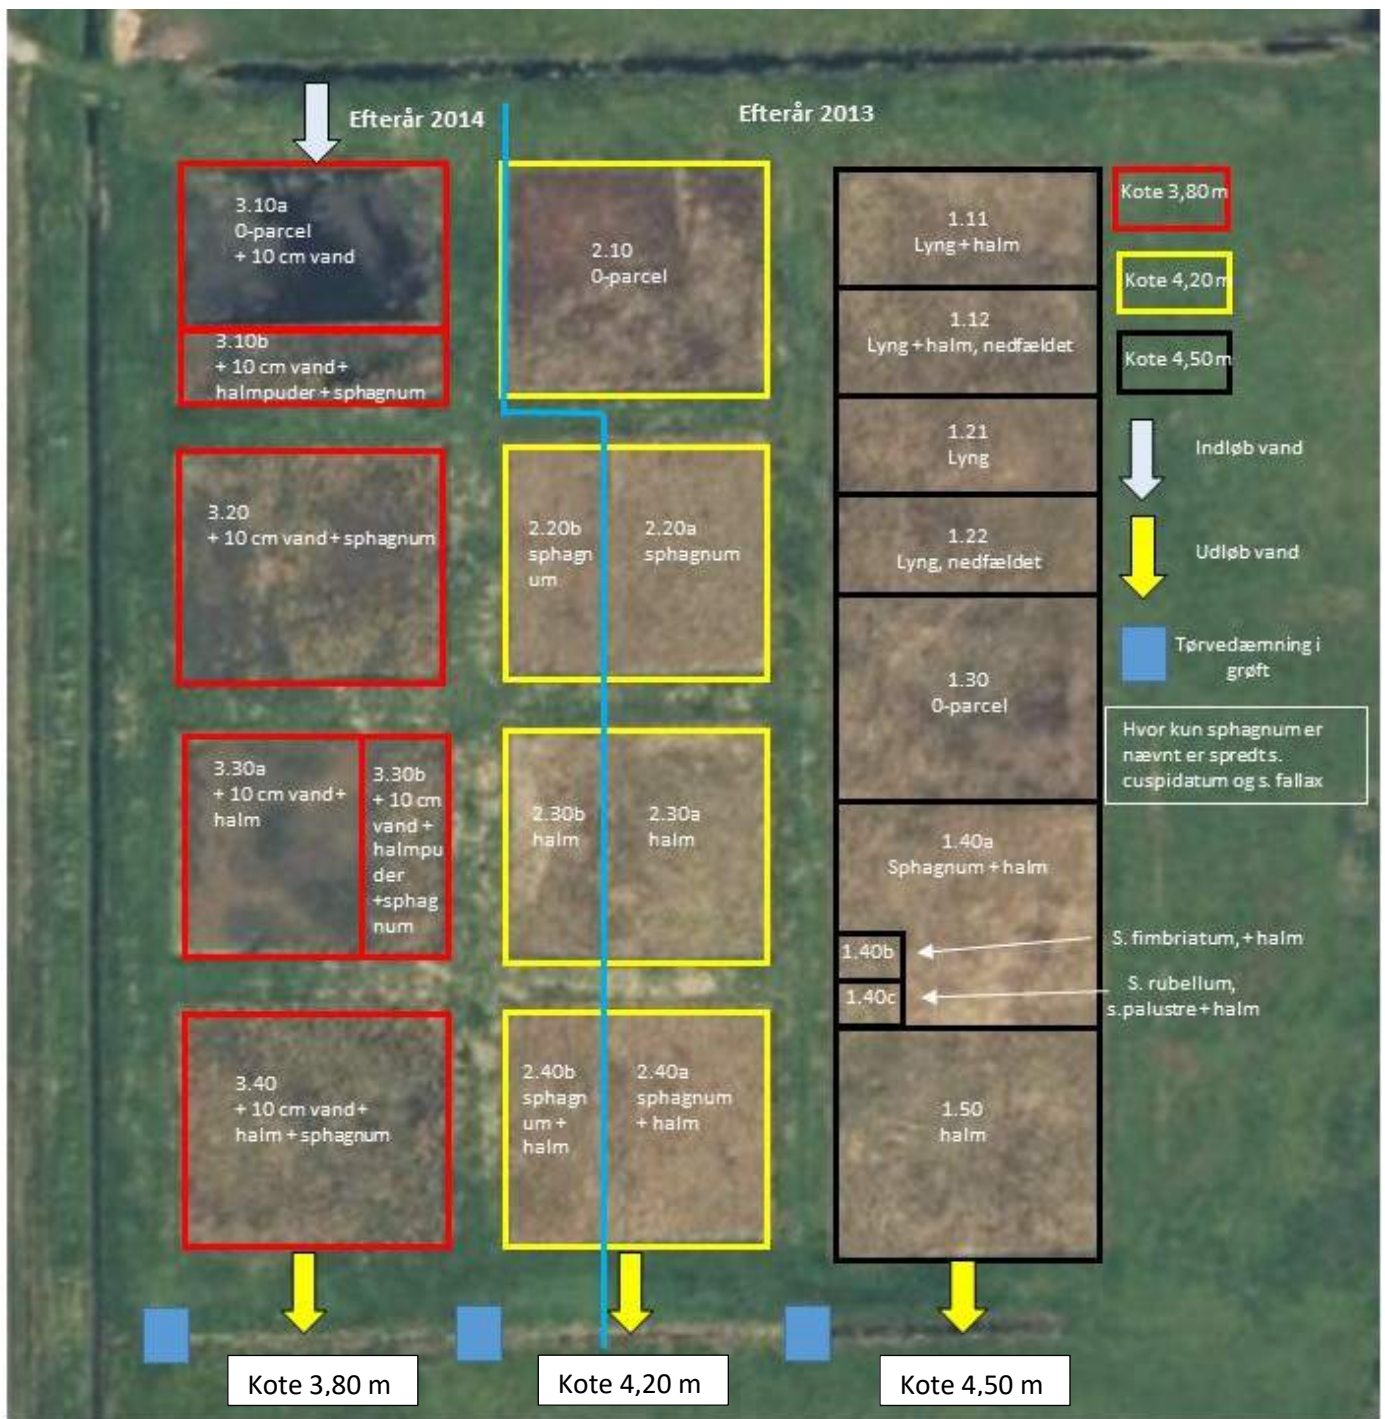 Efterår 2014
Efterår 2013
3.10a
0-parcel
+ 10 cm vand
3.10b
+ 10 cm vand+
halmpuder + sphagnum
3.20
+ 10 cm vand + sphagnum
3.30a
+ 10 cm vand+
halm
3.30b
+ 10 cm
vand +
halmpu
der
+sphag
num
3.40
+ 10 cm vand+
halm + sphagnum
2.10
0-parcel
2.20b
sphagn
um
2.20a
sphagnum
2.30b
halm
2.30a
halm
2.40b
sphagn
um +
halm
2.40a
sphagnum
+ halm
1.11
Lyng + halm
1.12
Lyng + halm, nedfældet
1.21
Lyng
1.22
Lyng, nedfældet
1.30
0-parcel
1.40a
Sphagnum + halm
1.40b
1.40c
1.50
halm
Kote 3,80 m
Kote 4,20 m
Kote 4,50 m
Indløb vand
Udløb vand
Tørvedæmning i
grøft
Hvor kun sphagnum er
nævnt er spredt s.
cuspidatum og s. fallax
S. fimbriatum, + halm
S. rubellum,
s.palustre + halm
Kote 3,80 m
Kote 4,20 m
Kote 4,50 m